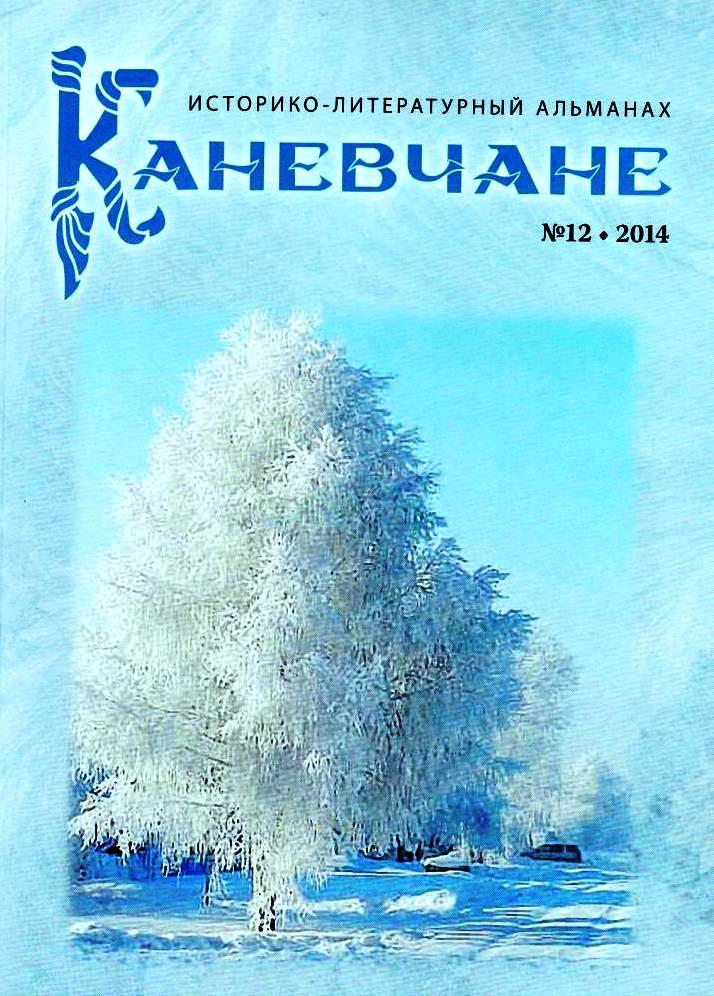 ИСТОРИКО-ЛИТЕРАТУРНЫЙ АЛЬМАНАХ
КАНЕВЧАНЕ
№12 • 2014